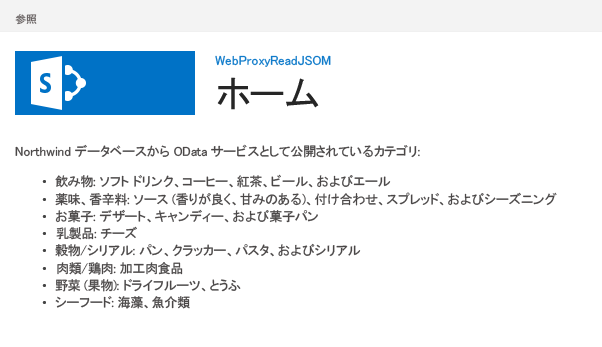 参照
S
WebProxyReadJSOM
ホーム
Northwind データベースから OData サービスとして公開されているカテゴリ:
• 飲み物: ソフトドリンク、コーヒー、紅茶、ビール、およびエール
• 薬味、香辛料: ソース (香りが良く、甘みのある)、付け合わせ、スプレッド、およびシーズニング
• お菓子: デザート、キャンディー、および菓子パン
• 乳製品: チーズ
• 穀物/シリアル: パン、クラッカー、パスタ、およびシリアル
• 肉類/鶏肉: 加工肉食品
• 野菜 (果物): ドライフルーツ、とうふ
• シーフード: 海藻、魚介類